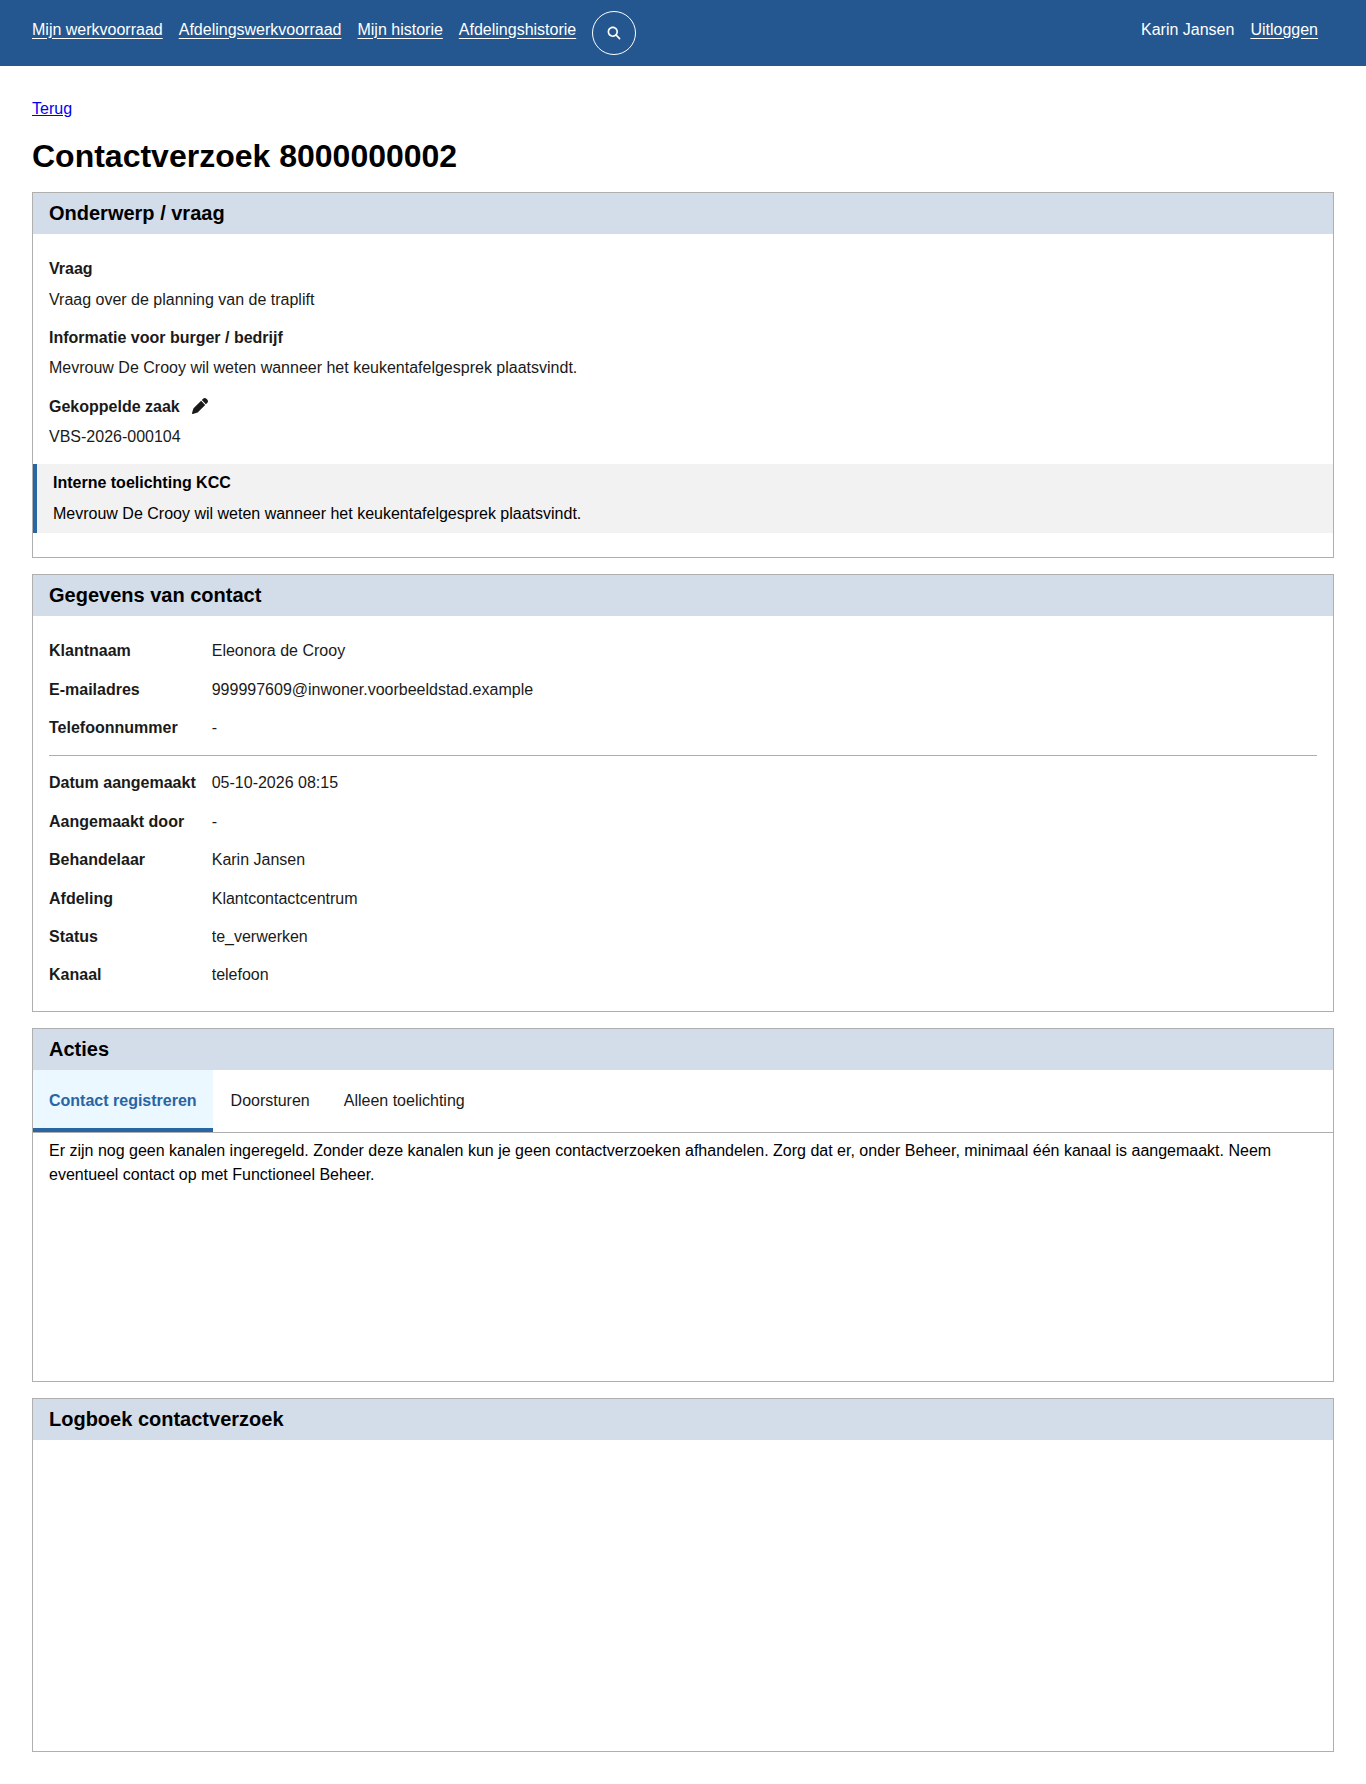 Mijn werkvoorraad Afdelingswerkvoorraad Mijn historie Afdelingshistorie Karin Jansen Uitloggen
Terug
Contactverzoek 8000000002
Onderwerp / vraag
Vraag
Vraag over de planning van de traplift
Informatie voor burger / bedrijf
Mevrouw De Crooy wil weten wanneer het keukentafelgesprek plaatsvindt.
Gekoppelde zaak
VBS-2026-000104
Interne toelichting KCC
Mevrouw De Crooy wil weten wanneer het keukentafelgesprek plaatsvindt.
Gegevens van contact
Klantnaam Eleonora de Crooy
E-mailadres 999997609@inwoner.voorbeeldstad.example
Telefoonnummer -
Datum aangemaakt 05-10-2026 08:15
Aangemaakt door -
Behandelaar Karin Jansen
Afdeling Klantcontactcentrum
Status te_verwerken
Kanaal telefoon
Acties
Contact registreren Doorsturen Alleen toelichting
Er zijn nog geen kanalen ingeregeld. Zonder deze kanalen kun je geen contactverzoeken afhandelen. Zorg dat er, onder Beheer, minimaal één kanaal is aangemaakt. Neem
eventueel contact op met Functioneel Beheer.
Logboek contactverzoek